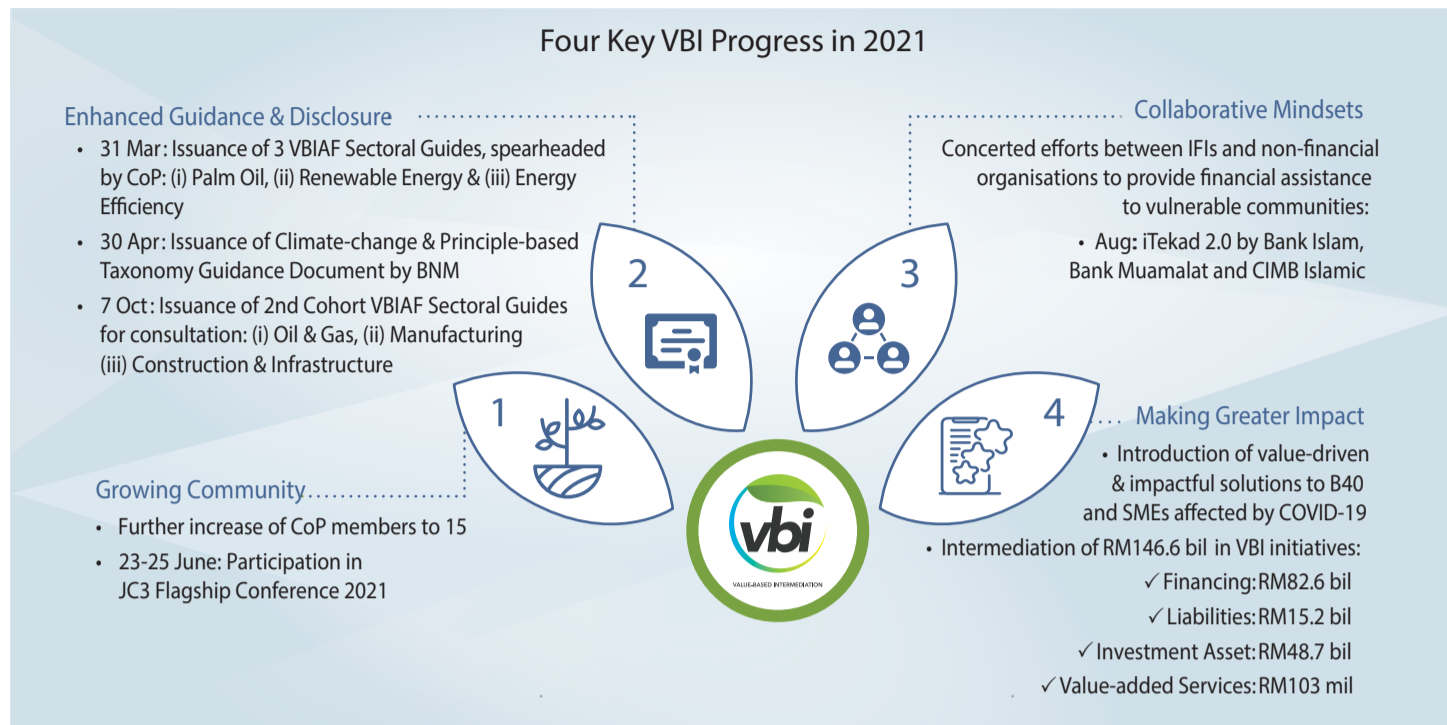 Four Key VBI Progress in 2021
Enhanced Guidance & Disclosure
• 31 Mar: Issuance of 3 VBIAF Sectoral Guides, spearheaded
by CoP: (i) Palm Oil, (ii) Renewable Energy & (iii) Energy
Efficiency
• 30 Apr: Issuance of Climate-change & Principle-based
Taxonomy Guidance Document by BNM
• 7 Oct: Issuance of 2nd Cohort VBIAF Sectoral Guides
for consultation: (i) Oil & Gas, (ii) Manufacturing
(iii) Construction & Infrastructure
Collaborative Mindsets
Concerted efforts between IFIs and non-financial
organisations to provide financial assistance
to vulnerable communities:
• Aug: iTekad 2.0 by Bank Islam,
Bank Muamalat and CIMB Islamic
2
3
1
4
Growing Community
• Further increase of CoP members to 15
• 23-25 June: Participation in
JC3 Flagship Conference 2021
vbi
VALUE-BASED INTERMEDIATION
Making Greater Impact
• Introduction of value-driven
& impactful solutions to B40
and SMEs affected by COVID-19
• Intermediation of RM146.6 bil in VBI initiatives:
✓ Financing: RM82.6 bil
✓ Liabilities: RM15.2 bil
✓ Investment Asset: RM48.7 bil
✓ Value-added Services: RM103 mil